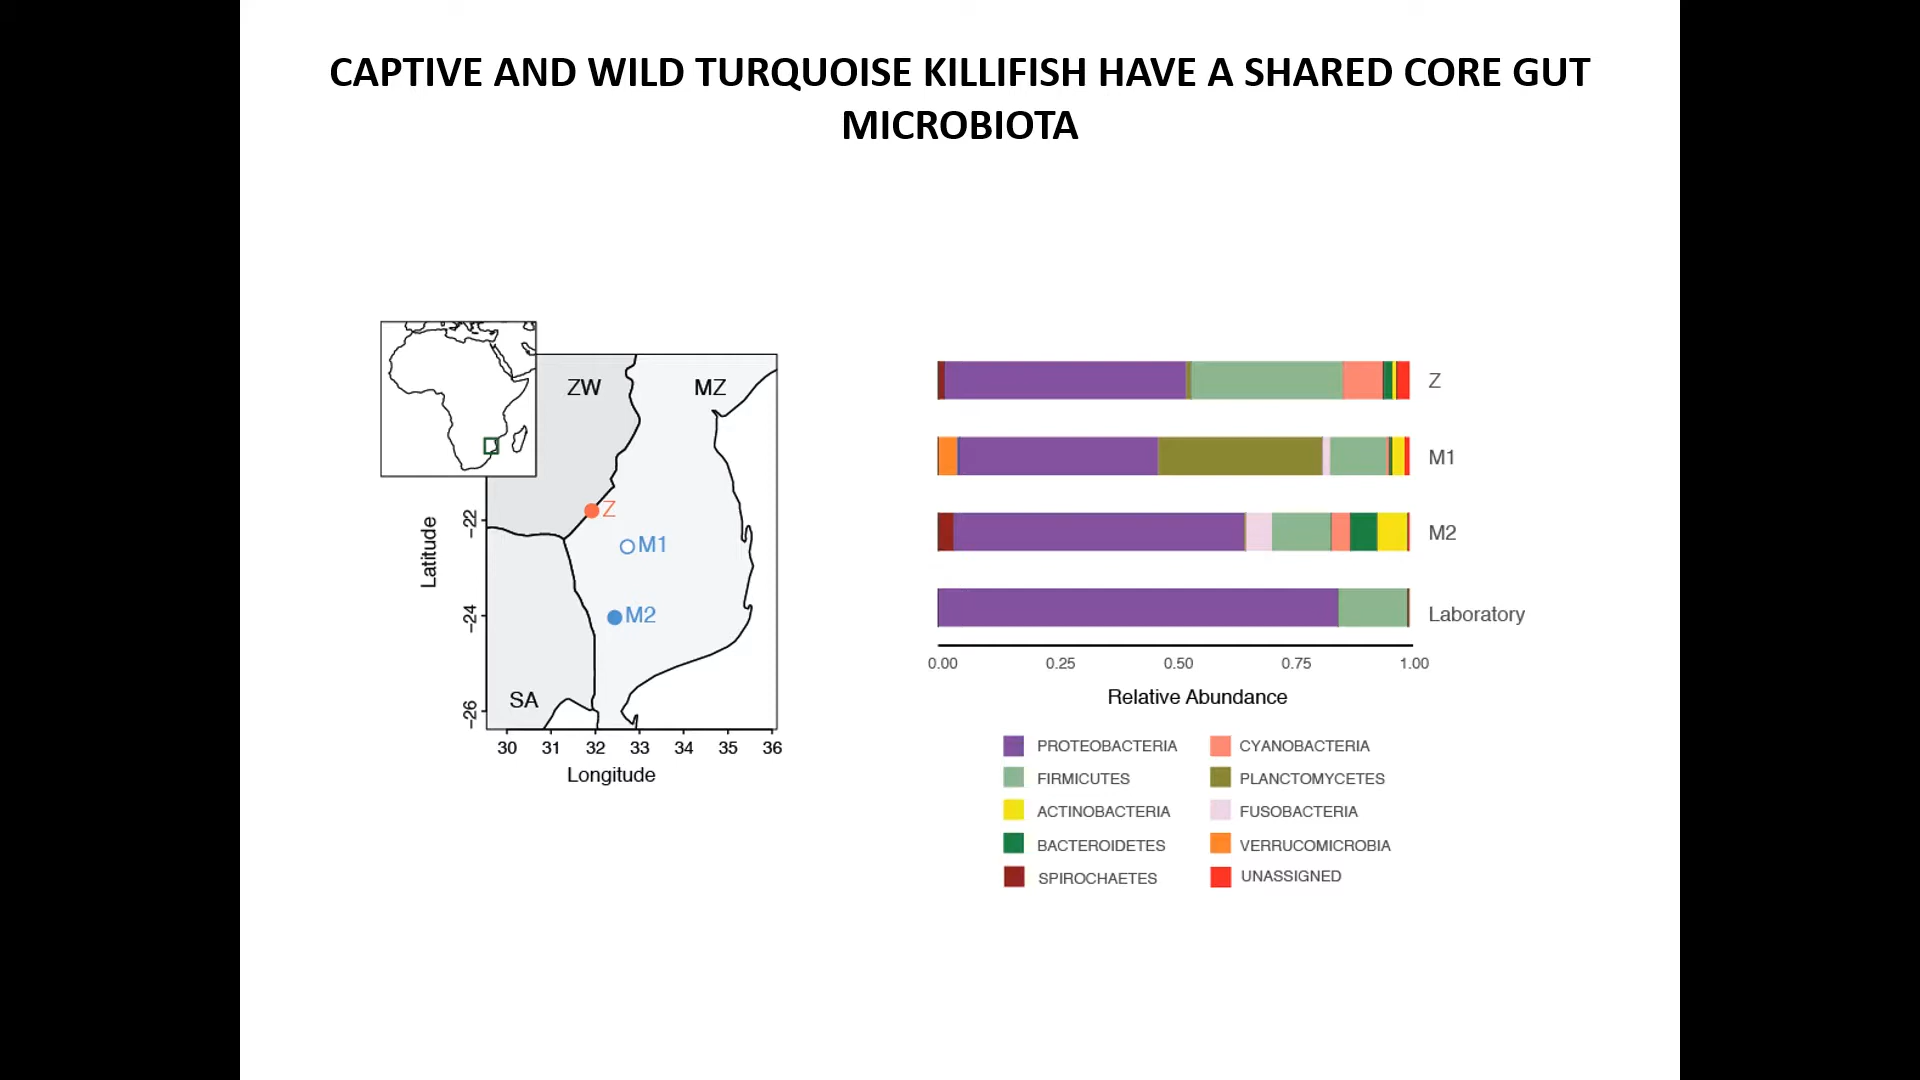 CAPTIVE AND WILD TURQUOISE KILLIFISH HAVE A SHARED CORE GUT
MICROBIOTA
ZW
MZ
Z
M1
M2
SA
Latitude
-22
-24
-26
30 31 32 33 34 35 36
Longitude
Z
M1
M2
Laboratory
0.00 0.25 0.50 0.75 1.00
Relative Abundance
PROTEOBACTERIA
FIRMICUTES
ACTINOBACTERIA
BACTEROIDETES
SPIROCHAETES
CYANOBACTERIA
PLANCTOMYCETES
FUSOBACTERIA
VERRUCOMICROBIA
UNASSIGNED